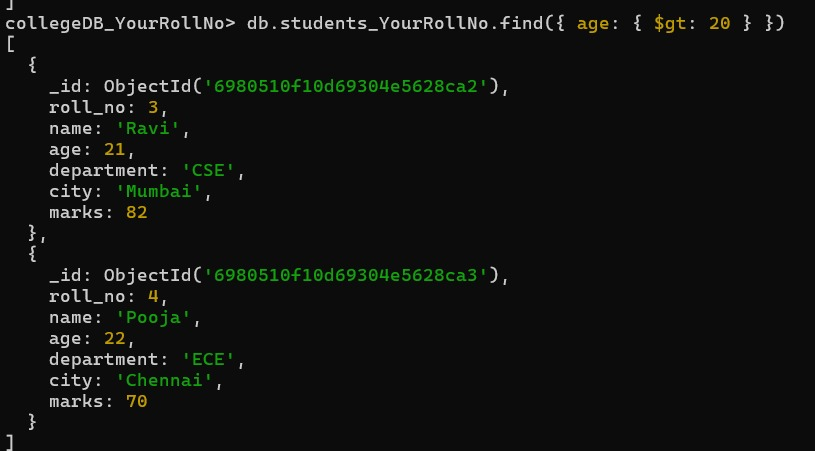 ]
collegeDB_YourRollNo> db.students_YourRollNo.find({ age: { $gt: 20 } })
[
  {
    _id: ObjectId('6980510f10d69304e5628ca2'),
    roll_no: 3,
    name: 'Ravi',
    age: 21,
    department: 'CSE',
    city: 'Mumbai',
    marks: 82
  },
  {
    _id: ObjectId('6980510f10d69304e5628ca3'),
    roll_no: 4,
    name: 'Pooja',
    age: 22,
    department: 'ECE',
    city: 'Chennai',
    marks: 70
  }
]